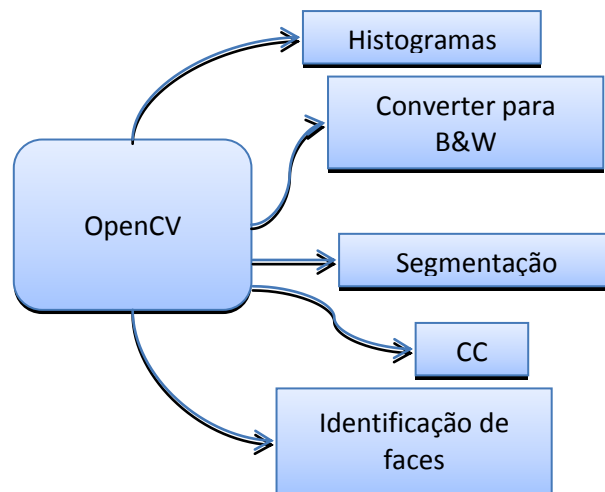 Histogramas
Converter para
B&W
OpenCV
Segmentação
CC
Identificação de
faces